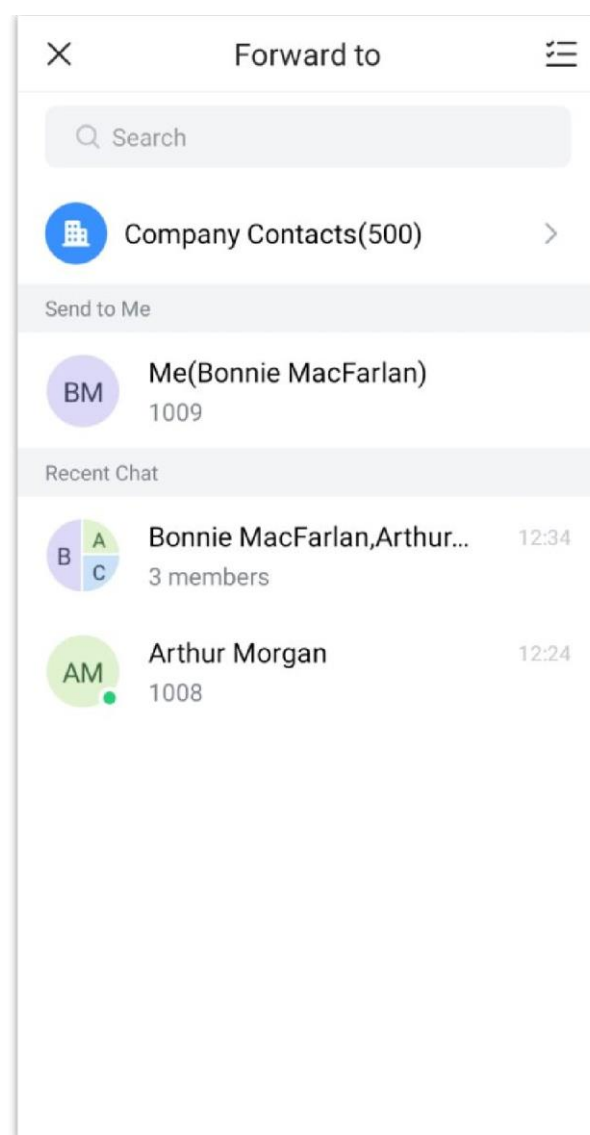 Forward to
Search
Company Contacts(500)
Send to Me
BM
Me(Bonnie MacFarlan)
1009
Recent Chat
B A C
Bonnie MacFarlan,Arthur... 12:34
3 members
AM
Arthur Morgan 12:24
1008